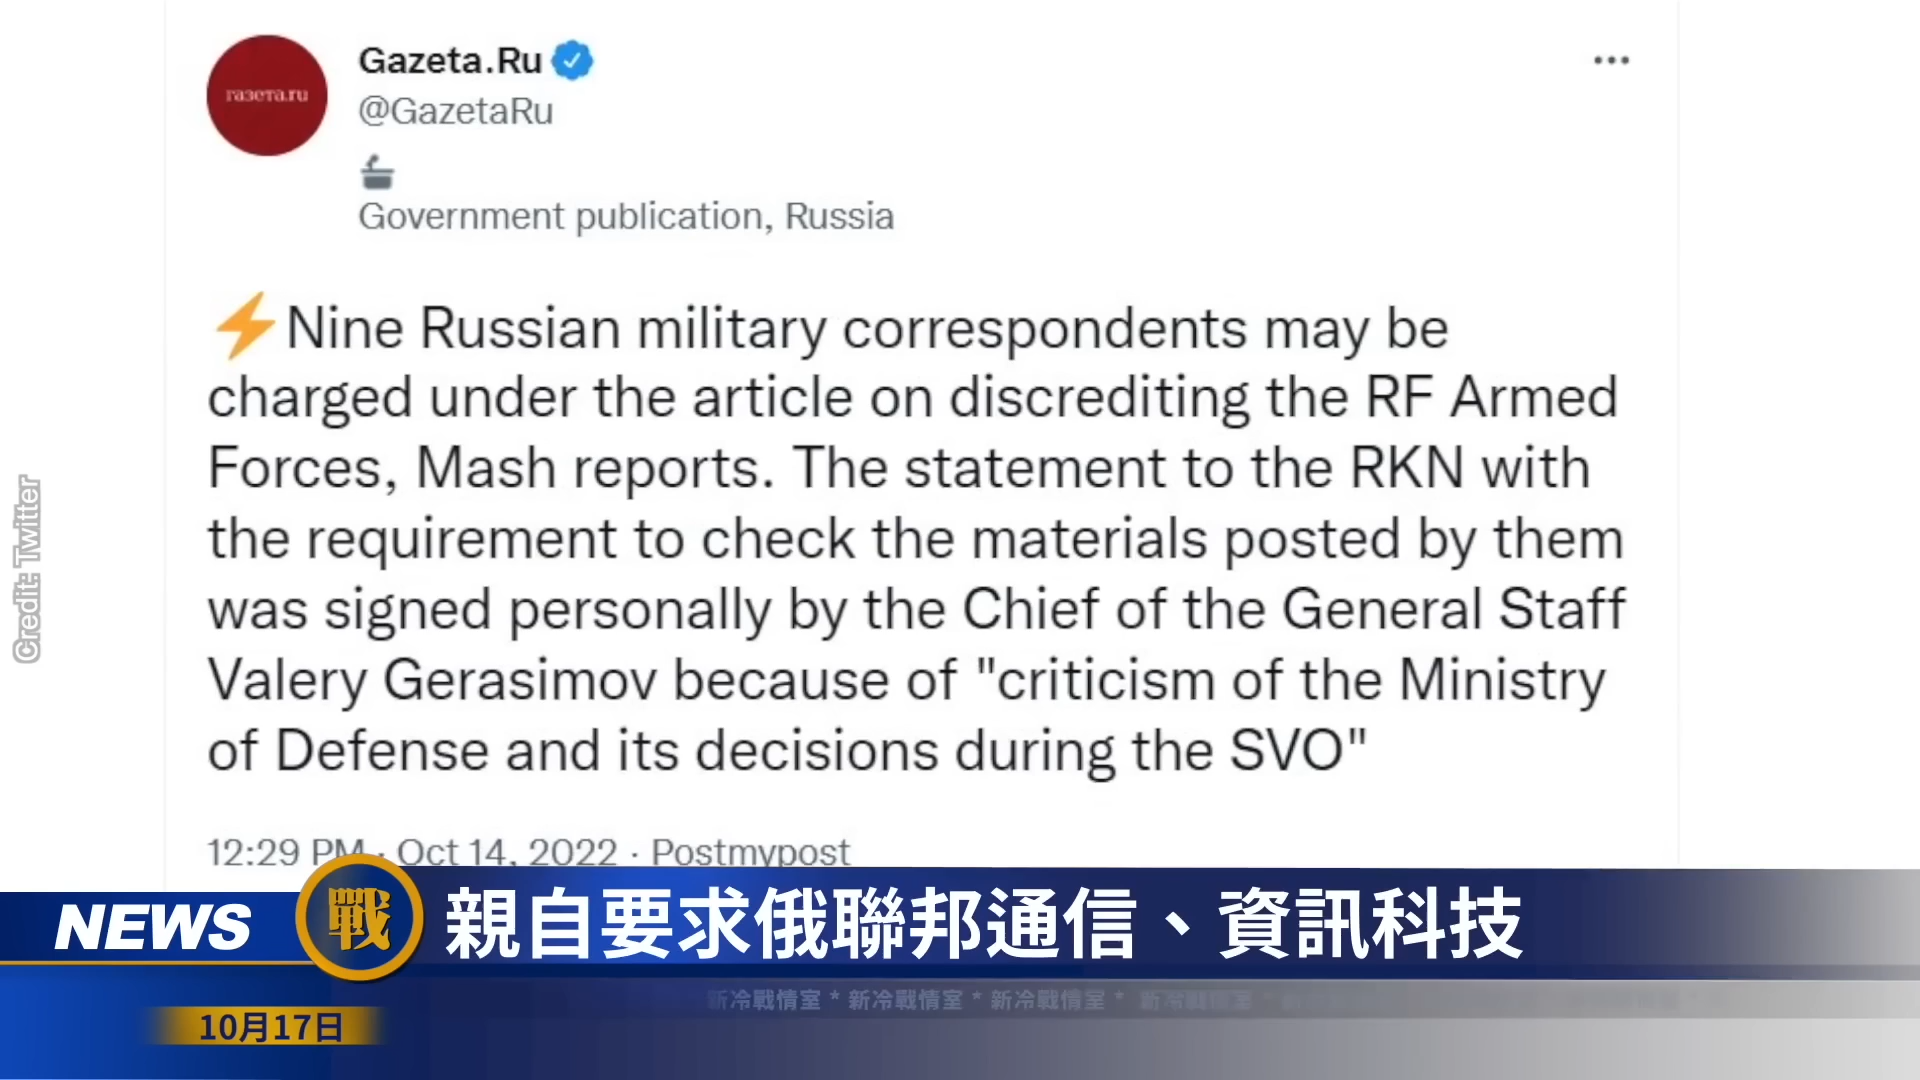 Gazeta.Ru
газета.ru
@GazetaRu
Government publication, Russia
⚡Nine Russian military correspondents may be
charged under the article on discrediting the RF Armed
Forces, Mash reports. The statement to the RKN with
the requirement to check the materials posted by them
was signed personally by the Chief of the General Staff
Valery Gerasimov because of "criticism of the Ministry
of Defense and its decisions during the SVO"
12:29 PM · Oct 14, 2022 · Postmypost
Credit: Twitter
NEWS
戰
親自要求俄聯邦通信、資訊科技
新冷戰情室 * 新冷戰情室 * 新冷戰情室 * 新冷戰情室 *
10月17日